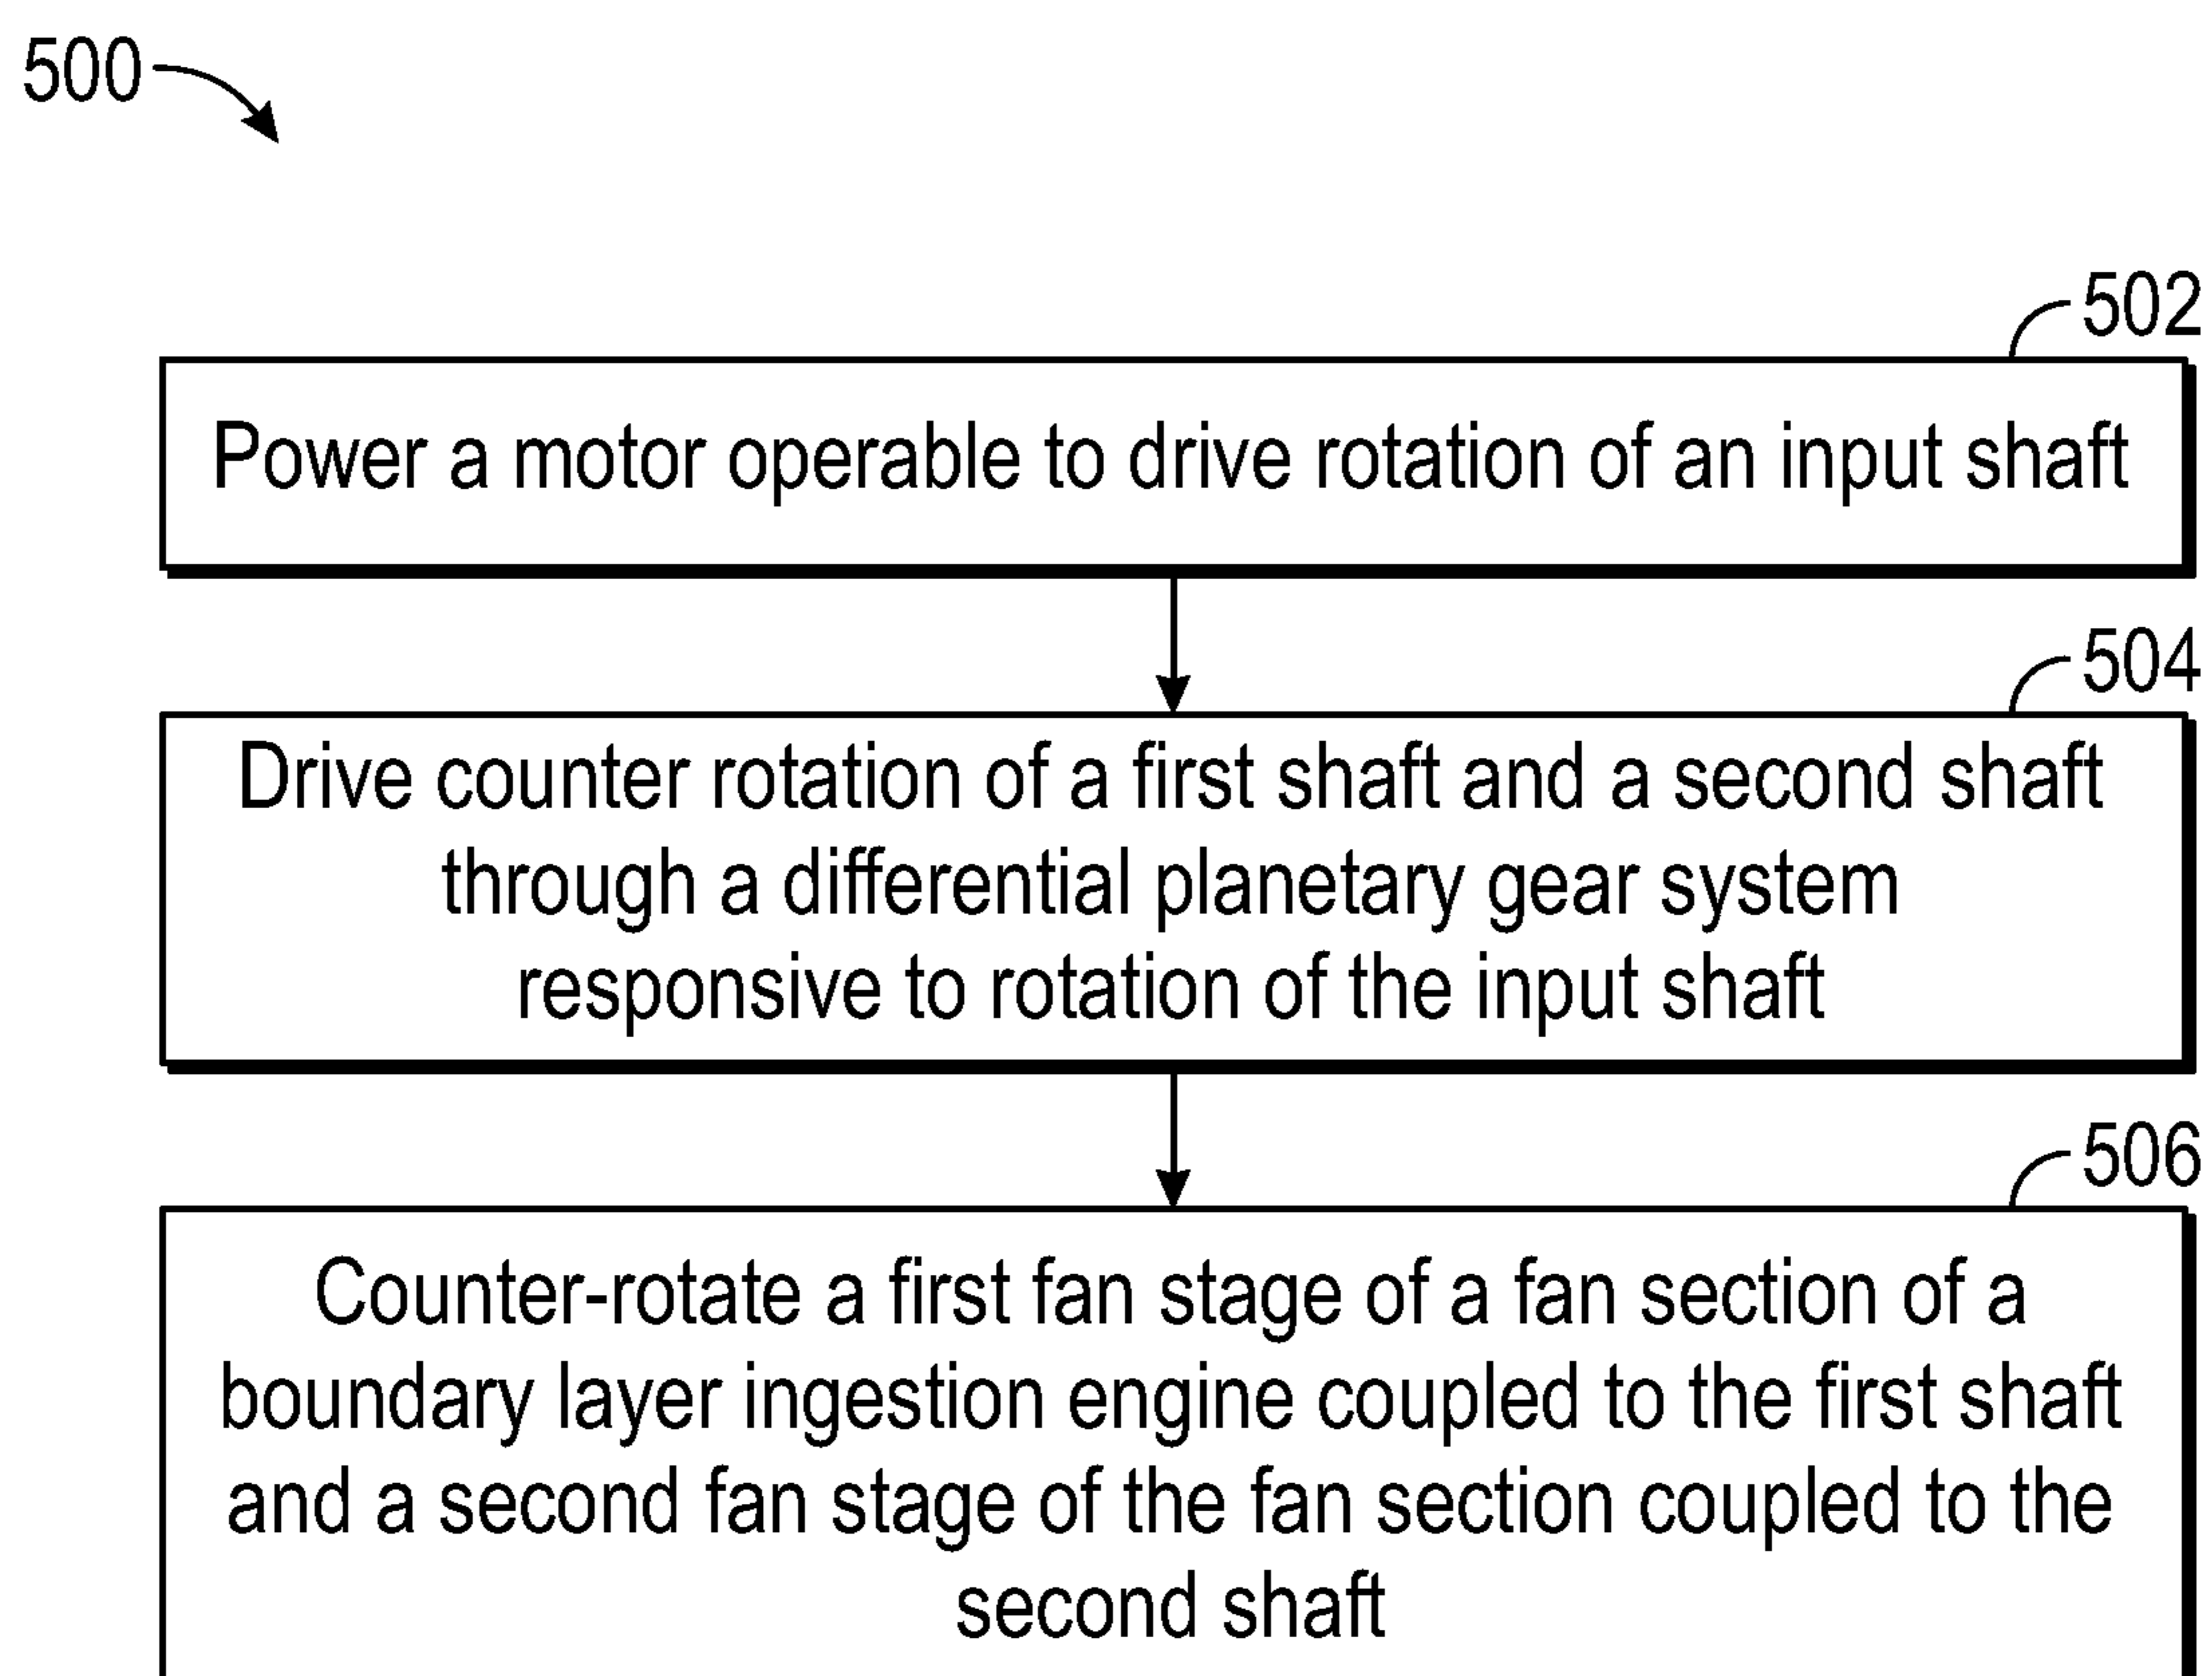 500
502
Power a motor operable to drive rotation of an input shaft
504
Drive counter rotation of a first shaft and a second shaft
through a differential planetary gear system
responsive to rotation of the input shaft
506
Counter-rotate a first fan stage of a fan section of a
boundary layer ingestion engine coupled to the first shaft
and a second fan stage of the fan section coupled to the
second shaft